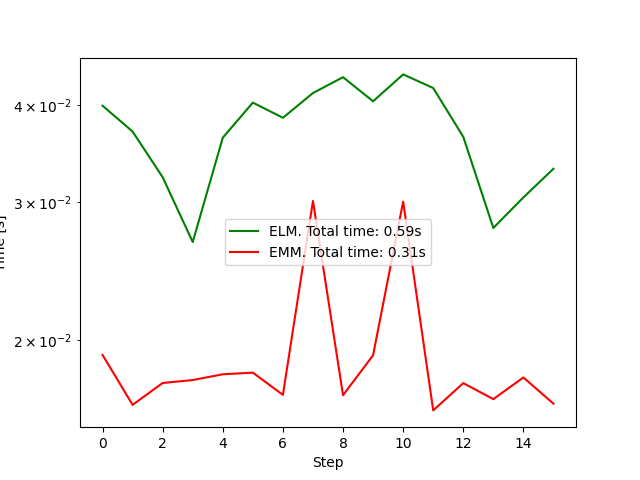 4 × 10⁻²
3 × 10⁻²
2 × 10⁻²
Time [s]
ELM. Total time: 0.59s
EMM. Total time: 0.31s
0 2 4 6 8 10 12 14
Step